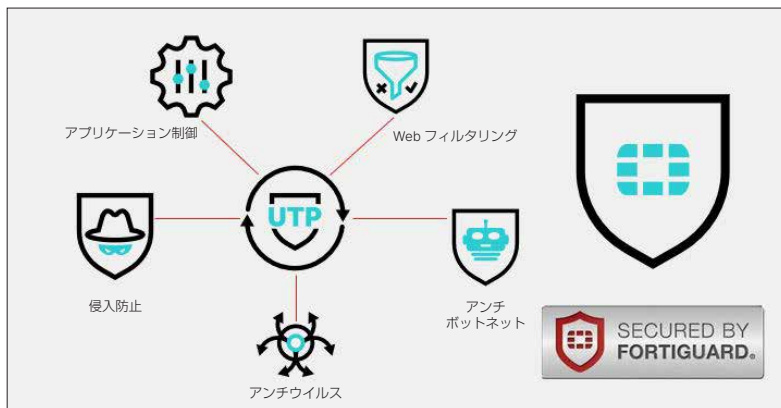 アプリケーション制御
Web フィルタリング
UTP
侵入防止
アンチ
ボットネット
アンチウイルス
SECURED BY
FORTIGUARD®